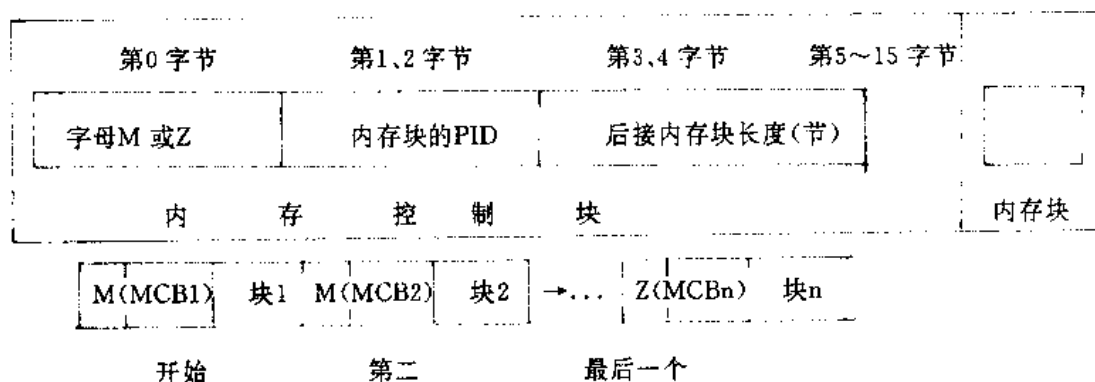 第0字节 第1、2字节 第3、4字节 第5～15字节
字母M或Z 内存块的PID 后接内存块长度(节)
内存控制块 内存块
M(MCB1) 块1 M(MCB2) 块2 →... Z(MCBn) 块n
开始 第二 最后一个